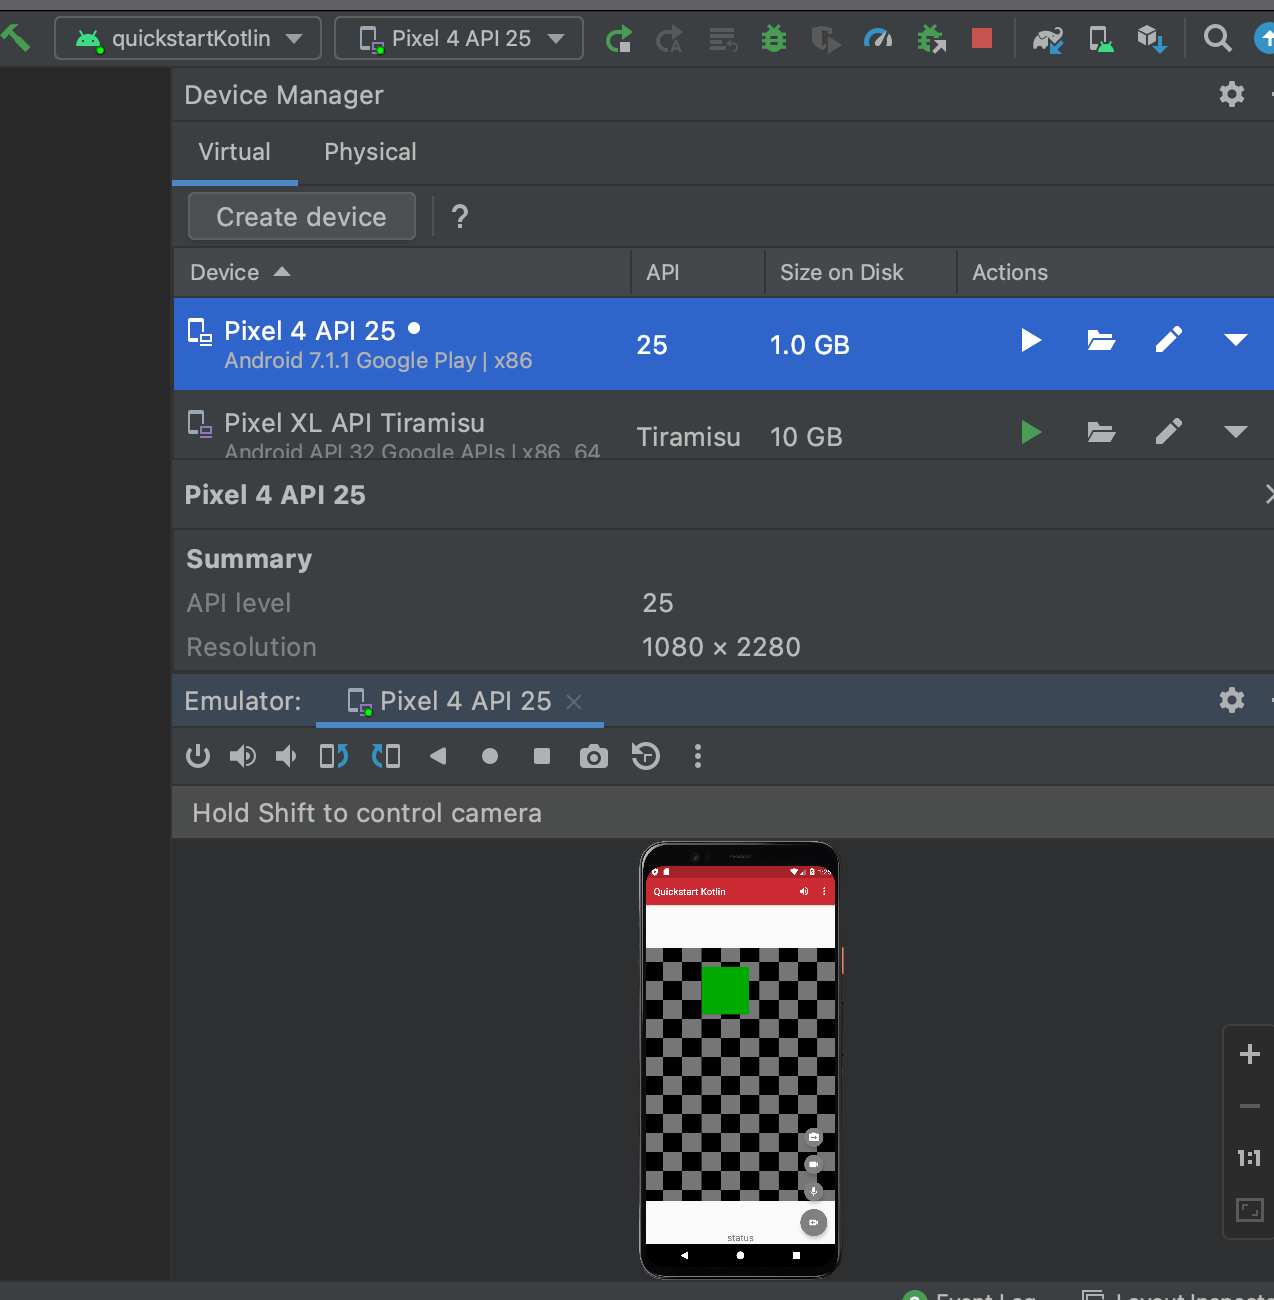 quickstartKotlin
Pixel 4 API 25
Device Manager
Virtual
Physical
Create device
?
Device
API
Size on Disk
Actions
Pixel 4 API 25
Android 7.1.1 Google Play | x86
25
1.0 GB
Pixel XL API Tiramisu
Android API 32 Google APIs | x86_64
Tiramisu
10 GB
Pixel 4 API 25
Summary
API level
25
Resolution
1080 × 2280
Emulator:
Pixel 4 API 25
Hold Shift to control camera
1:25
Quickstart Kotlin
status
1:1
Event Log